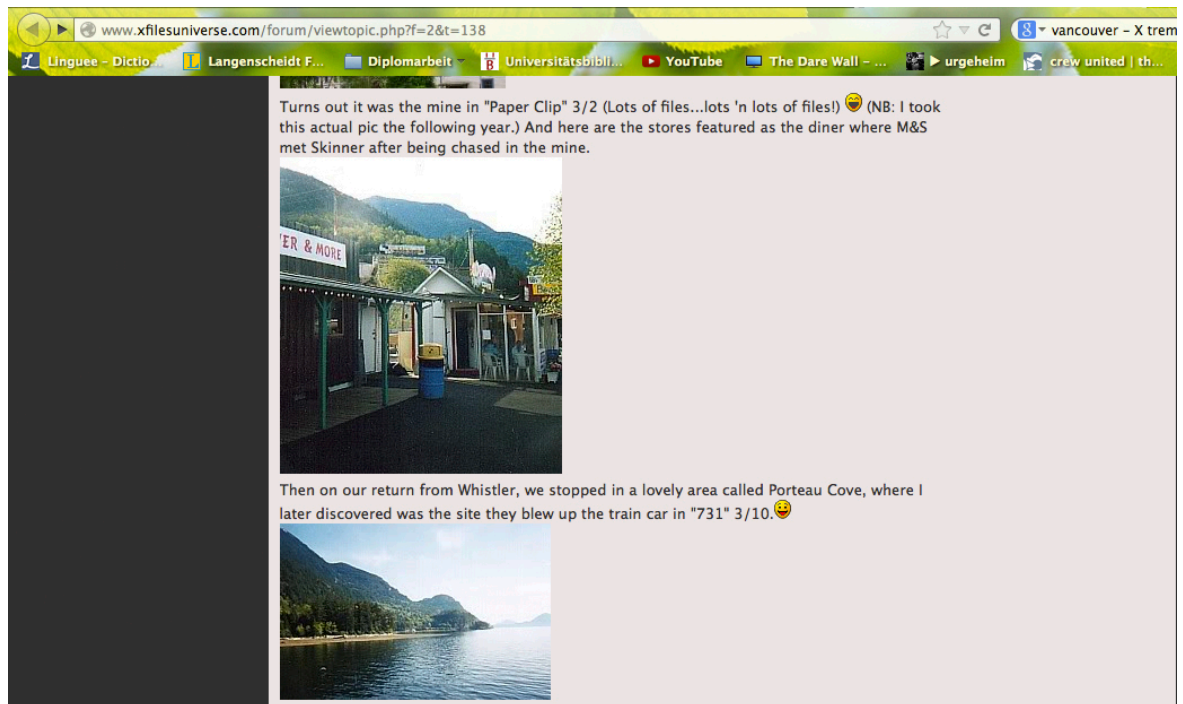 www.xfilesuniverse.com/forum/viewtopic.php?f=2&t=138
vancouver – X trem
Linguee – Dictio...
Langenscheidt F...
Diplomarbeit
Universitätsbibli...
YouTube
The Dare Wall – ...
▶ urgeheim
crew united | th...
Turns out it was the mine in "Paper Clip" 3/2 (Lots of files...lots 'n lots of files!) (NB: I took
this actual pic the following year.) And here are the stores featured as the diner where M&S
met Skinner after being chased in the mine.
ER & MORE
Then on our return from Whistler, we stopped in a lovely area called Porteau Cove, where I
later discovered was the site they blew up the train car in "731" 3/10.